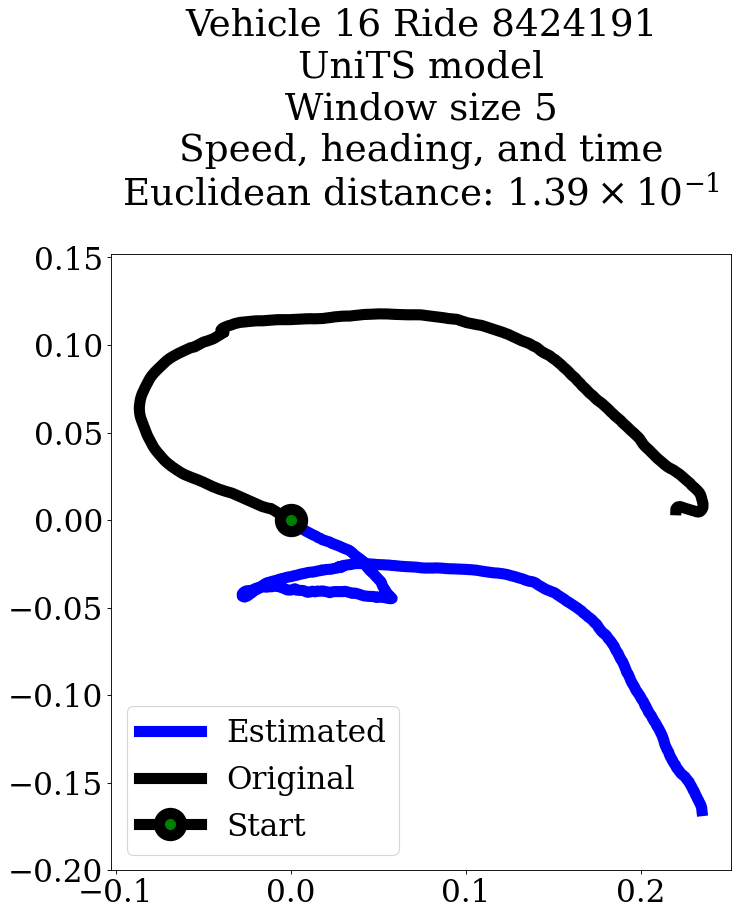 Vehicle 16 Ride 8424191
UniTS model
Window size 5
Speed, heading, and time
Euclidean distance: 1.39 × 10⁻¹
0.15
0.10
0.05
0.00
−0.05
−0.10
−0.15
−0.20
−0.1
0.0
0.1
0.2
Estimated
Original
Start